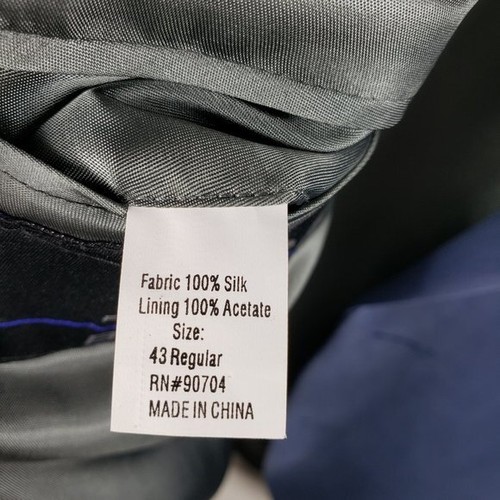 Fabric 100% Silk
Lining 100% Acetate
Size:
43 Regular
RN#90704
MADE IN CHINA